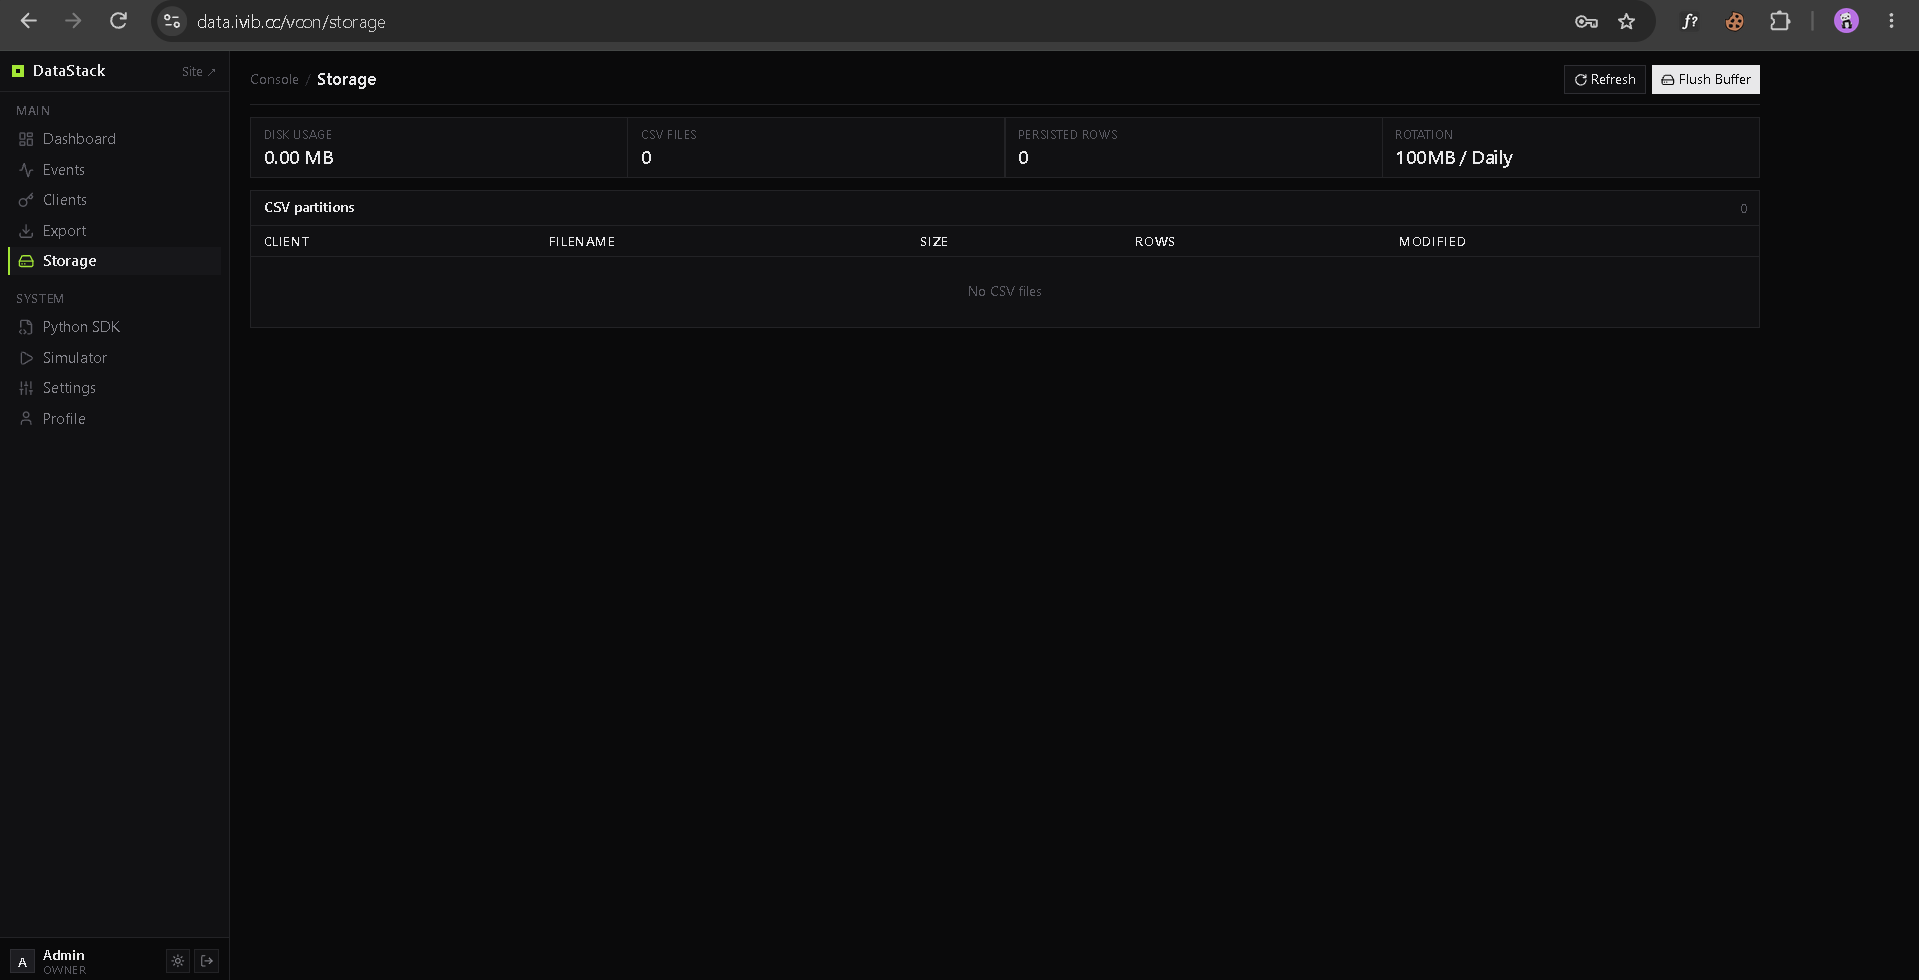 data.ivib.cc/vcon/storage
f?
DataStack
Site ↗
Console / Storage
Refresh
Flush Buffer
MAIN
Dashboard
Events
Clients
Export
Storage
SYSTEM
Python SDK
Simulator
Settings
Profile
DISK USAGE
0.00 MB
CSV FILES
0
PERSISTED ROWS
0
ROTATION
100MB / Daily
CSV partitions
0
CLIENT FILENAME SIZE ROWS MODIFIED
No CSV files
A
Admin
OWNER